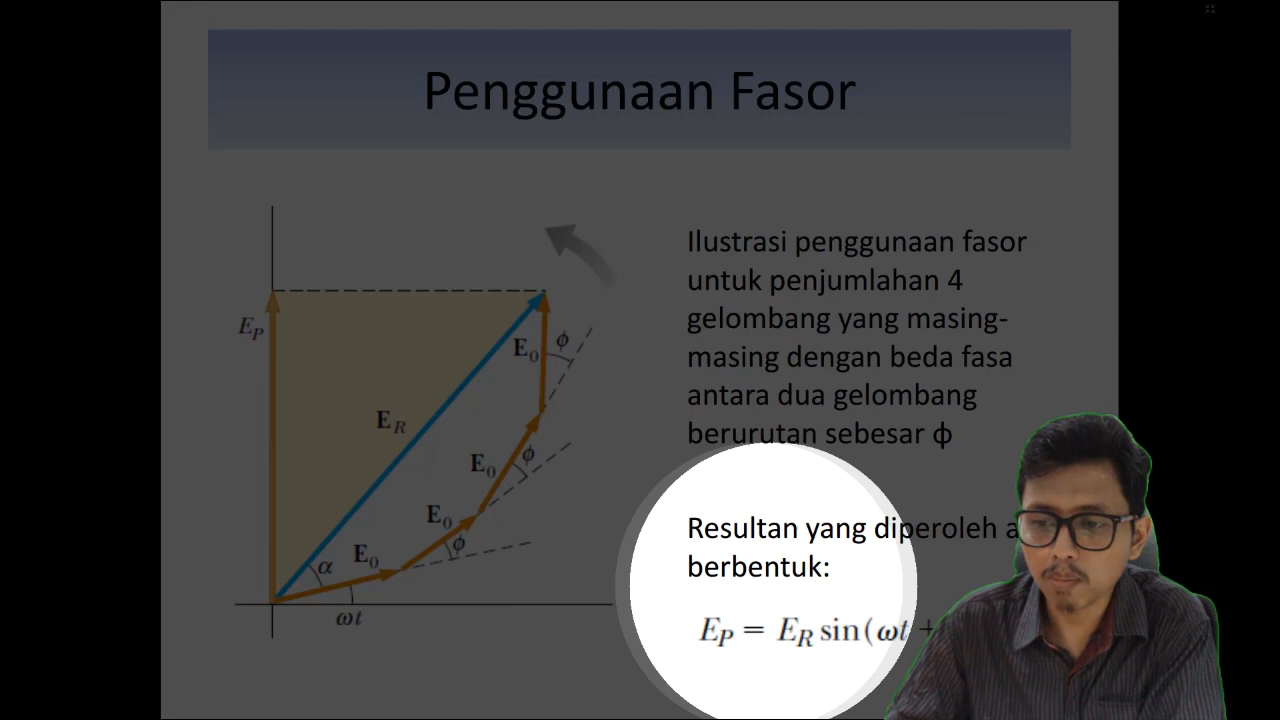 Penggunaan Fasor
E_P
E_R
E_0
ϕ
E_0
ϕ
E_0
ϕ
E_0
α
ωt
Ilustrasi penggunaan fasor
untuk penjumlahan 4
gelombang yang masing-
masing dengan beda fasa
antara dua gelombang
berurutan sebesar ϕ
Resultan yang diperoleh
berbentuk:
E_P = E_R sin(ωt +